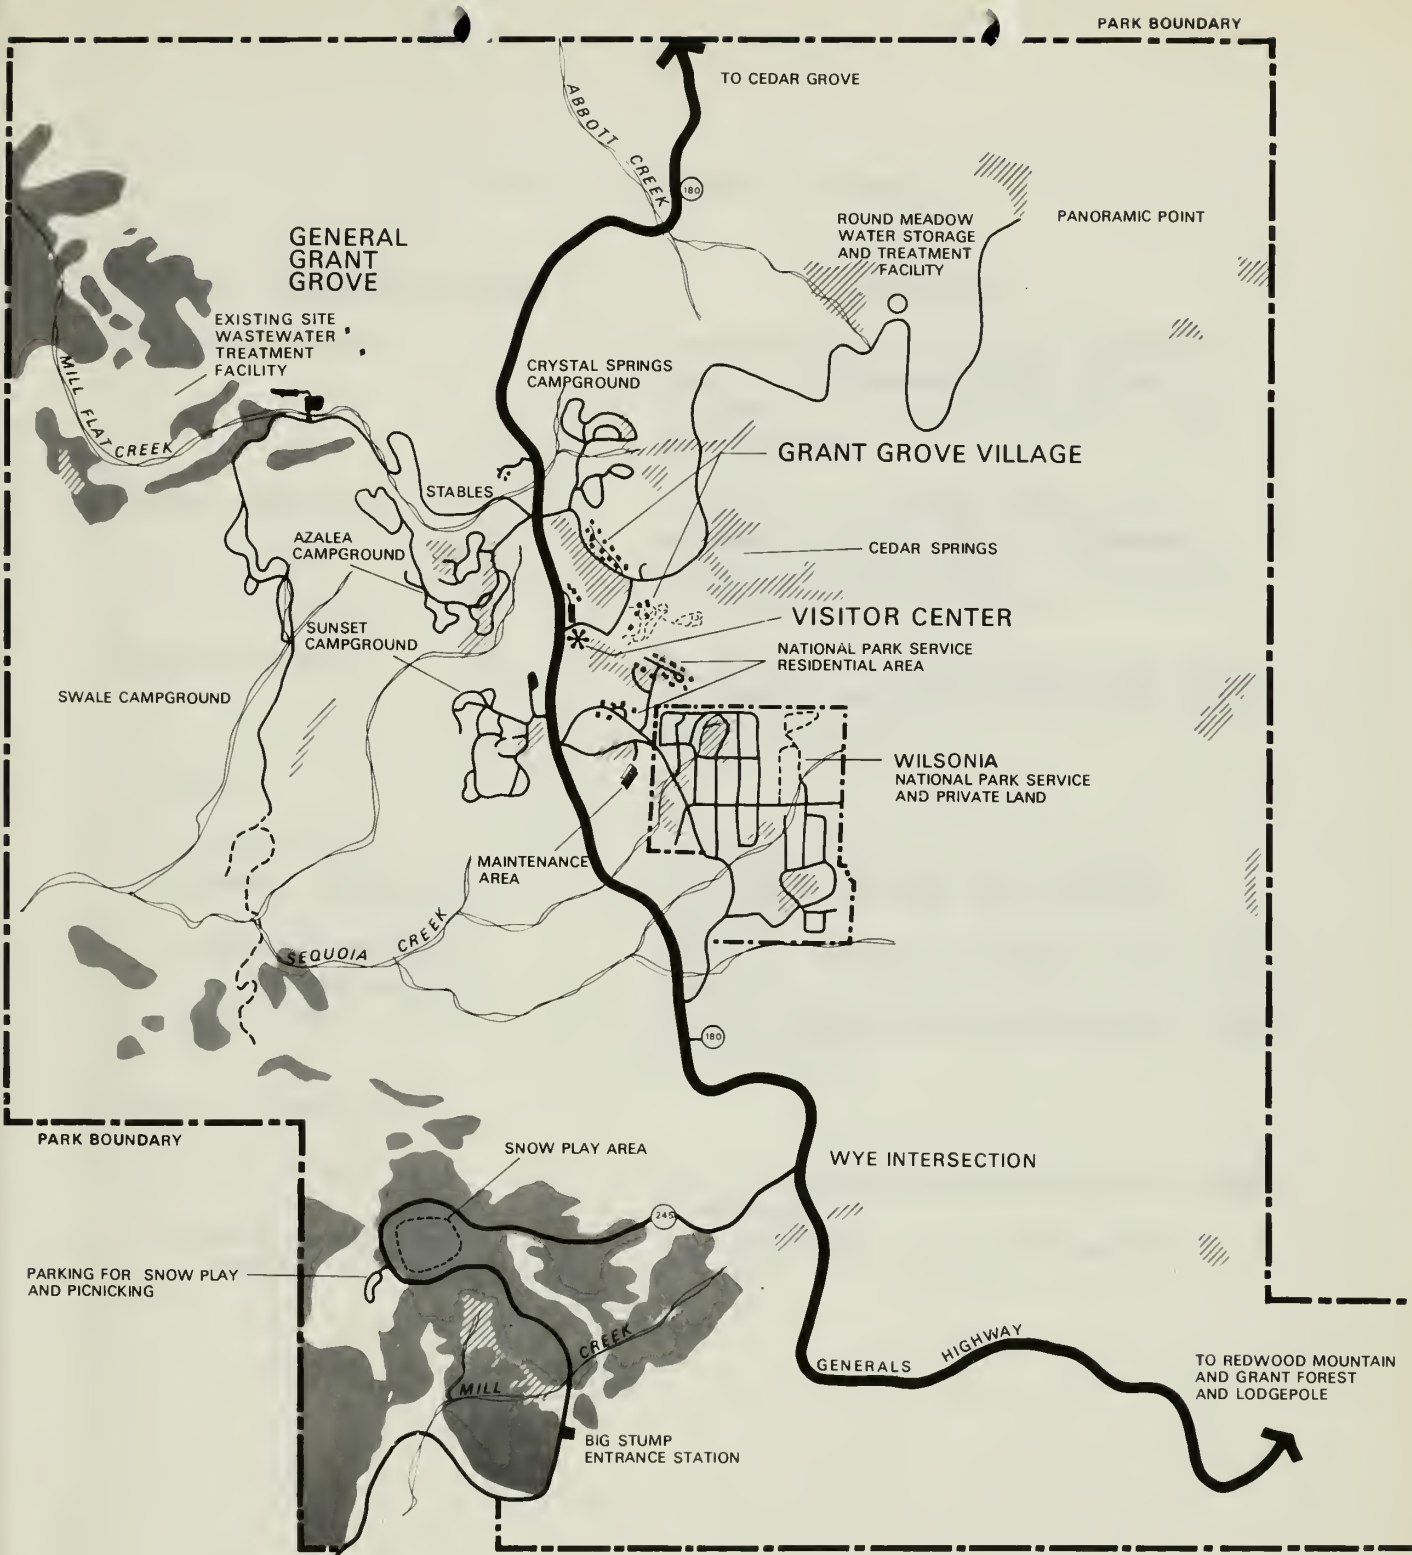 PARK BOUNDARY
TO CEDAR GROVE
ABBOTT CREEK
180
ROUND MEADOW
WATER STORAGE
AND TREATMENT
FACILITY
PANORAMIC POINT
GENERAL
GRANT
GROVE
EXISTING SITE
WASTEWATER
TREATMENT
FACILITY
MILL FLAT CREEK
CRYSTAL SPRINGS
CAMPGROUND
GRANT GROVE VILLAGE
STABLES
AZALEA
CAMPGROUND
CEDAR SPRINGS
VISITOR CENTER
SUNSET
CAMPGROUND
NATIONAL PARK SERVICE
RESIDENTIAL AREA
SWALE CAMPGROUND
WILSONIA
NATIONAL PARK SERVICE
AND PRIVATE LAND
MAINTENANCE
AREA
SEQUOIA CREEK
180
PARK BOUNDARY
SNOW PLAY AREA
WYE INTERSECTION
245
PARKING FOR SNOW PLAY
AND PICNICKING
MILL CREEK
GENERALS HIGHWAY
TO REDWOOD MOUNTAIN
AND GRANT FOREST
AND LODGEPOLE
BIG STUMP
ENTRANCE STATION